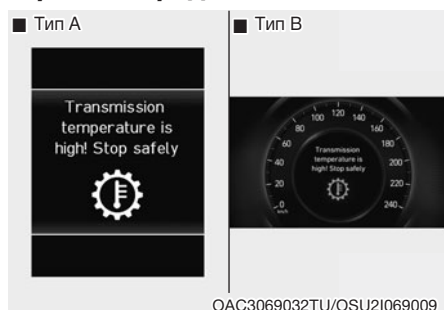 ■ Тип A
Transmission
temperature is
high! Stop safely
■ Тип B
0
20
40
60
80
100
120
140
160
180
200
220
240
km/h
Transmission
temperature is
high! Stop safely
OAC3069032TU/OSU2I069009